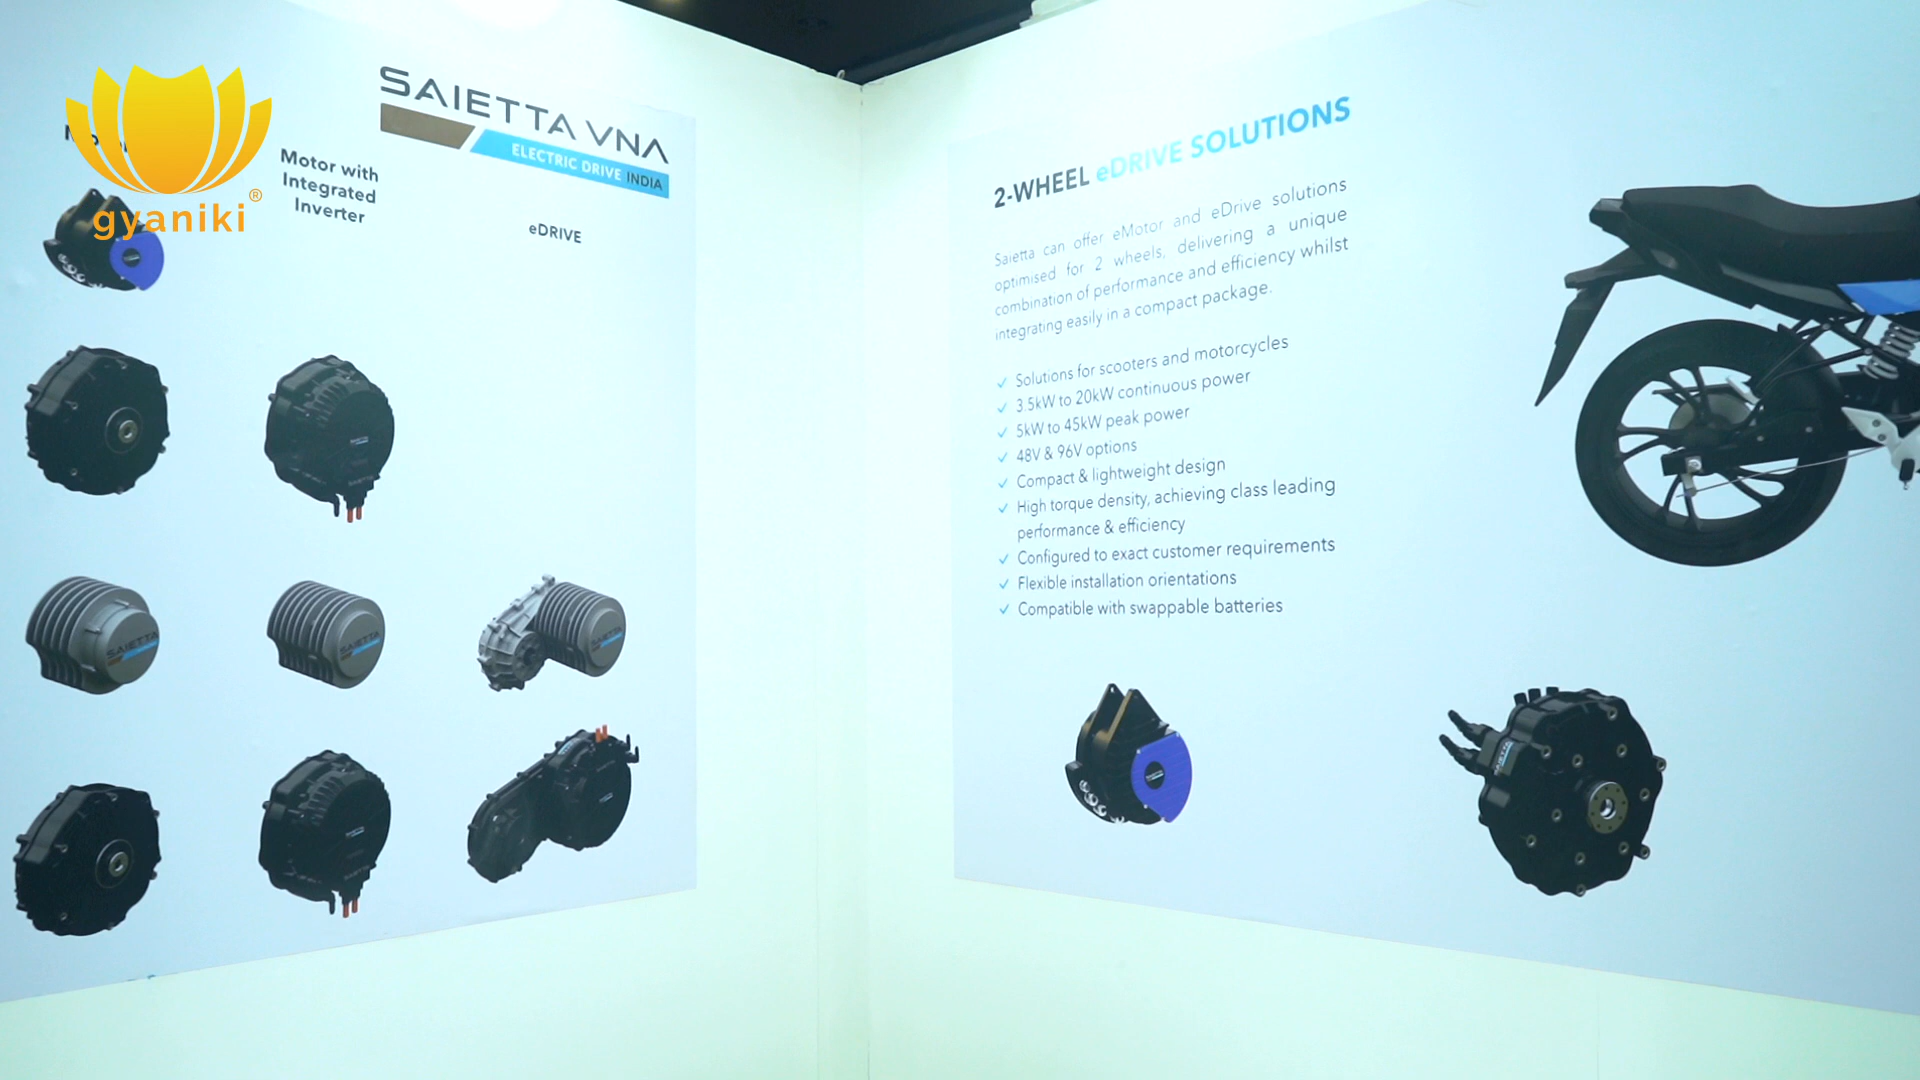 gyaniki®
SAIETTA VNA
ELECTRIC DRIVE INDIA
Motor with
Integrated
Inverter
eDRIVE
SAIETTA
SAIETTA
SAIETTA
2-WHEEL eDRIVE SOLUTIONS
Saietta can offer eMotor and eDrive solutions
optimised for 2 wheels, delivering a unique
combination of performance and efficiency whilst
integrating easily in a compact package.
✓ Solutions for scooters and motorcycles
✓ 3.5kW to 20kW continuous power
✓ 5kW to 45kW peak power
✓ 48V & 96V options
✓ Compact & lightweight design
✓ High torque density, achieving class leading
performance & efficiency
✓ Configured to exact customer requirements
✓ Flexible installation orientations
✓ Compatible with swappable batteries
SAIETTA